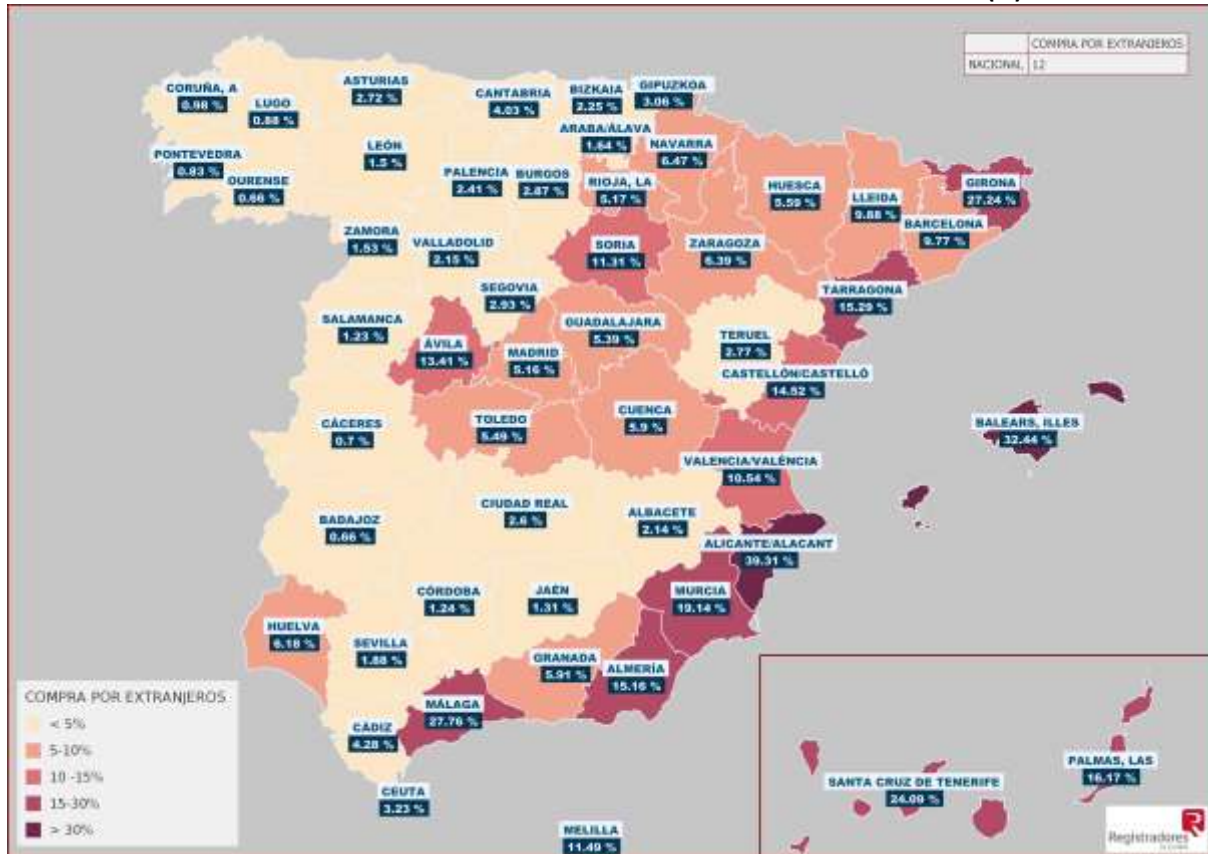 COMPRA POR EXTRANJEROS
NACIONAL 12
CORUÑA, A
0.98 %
LUGO
0.88 %
ASTURIAS
2.72 %
CANTABRIA
4.03 %
BIZKAIA
2.25 %
GIPUZKOA
3.06 %
ARABA/ÁLAVA
1.64 %
NAVARRA
6.47 %
PONTEVEDRA
0.83 %
OURENSE
0.66 %
LEÓN
1.5 %
PALENCIA
2.41 %
BURGOS
2.87 %
RIOJA, LA
5.17 %
HUESCA
5.59 %
LLEIDA
9.88 %
GIRONA
27.24 %
BARCELONA
9.77 %
ZAMORA
1.53 %
VALLADOLID
2.15 %
SORIA
11.31 %
ZARAGOZA
6.39 %
TARRAGONA
15.29 %
SEGOVIA
2.93 %
SALAMANCA
1.23 %
ÁVILA
13.41 %
MADRID
5.16 %
GUADALAJARA
5.39 %
TERUEL
2.77 %
CASTELLÓN/CASTELLÓ
14.52 %
CÁCERES
0.7 %
TOLEDO
5.49 %
CUENCA
5.9 %
BALEARS, ILLES
32.44 %
VALENCIA/VALÈNCIA
10.54 %
BADAJOZ
0.66 %
CIUDAD REAL
2.6 %
ALBACETE
2.14 %
ALICANTE/ALACANT
39.31 %
CÓRDOBA
1.24 %
JAÉN
1.31 %
MURCIA
19.14 %
HUELVA
6.18 %
SEVILLA
1.88 %
GRANADA
5.91 %
ALMERÍA
15.16 %
MÁLAGA
27.76 %
CÁDIZ
4.28 %
CEUTA
3.23 %
MELILLA
11.49 %
SANTA CRUZ DE TENERIFE
24.09 %
PALMAS, LAS
16.17 %
COMPRA POR EXTRANJEROS
< 5%
5-10%
10 -15%
15-30%
> 30%
Registradores